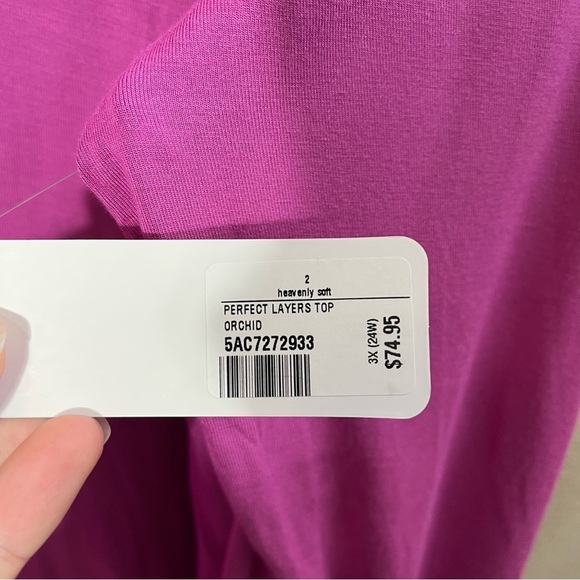 2
heavenly soft
PERFECT LAYERS TOP
ORCHID
5AC7272933
3X (24W)
$74.95